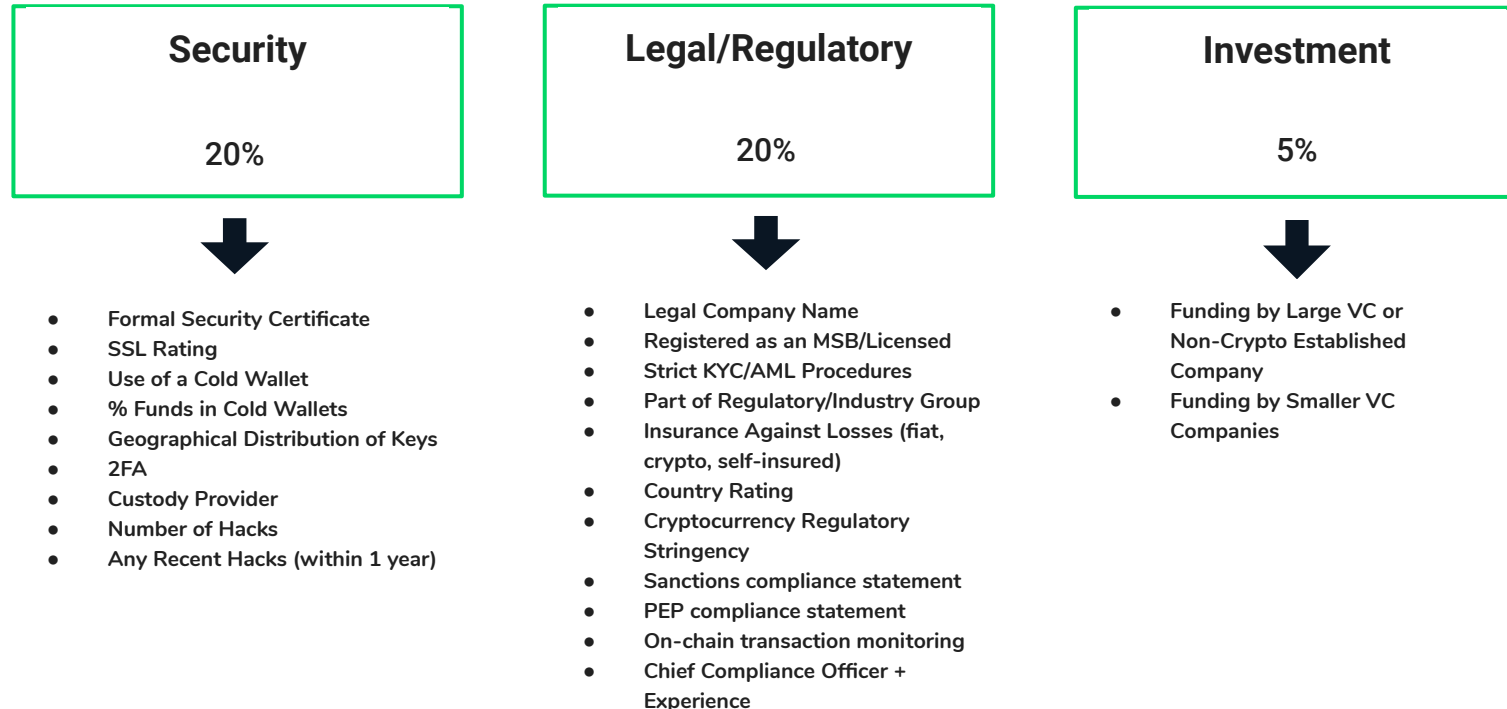 Security
20%
● Formal Security Certificate
● SSL Rating
● Use of a Cold Wallet
● % Funds in Cold Wallets
● Geographical Distribution of Keys
● 2FA
● Custody Provider
● Number of Hacks
● Any Recent Hacks (within 1 year)
Legal/Regulatory
20%
● Legal Company Name
● Registered as an MSB/Licensed
● Strict KYC/AML Procedures
● Part of Regulatory/Industry Group
● Insurance Against Losses (fiat,
crypto, self-insured)
● Country Rating
● Cryptocurrency Regulatory
Stringency
● Sanctions compliance statement
● PEP compliance statement
● On-chain transaction monitoring
● Chief Compliance Officer +
Experience
Investment
5%
● Funding by Large VC or
Non-Crypto Established
Company
● Funding by Smaller VC
Companies